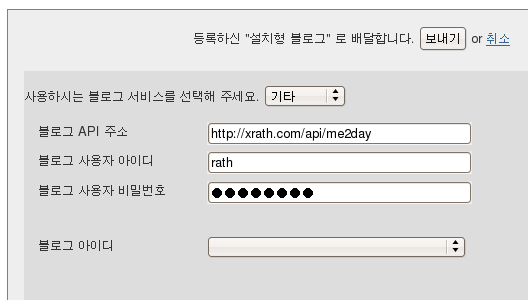 등록하신 "설치형 블로그" 로 배달합니다. 보내기 or 취소
사용하시는 블로그 서비스를 선택해 주세요. 기타
블로그 API 주소 http://xrath.com/api/me2day
블로그 사용자 아이디 rath
블로그 사용자 비밀번호 ●●●●●●●●
블로그 아이디